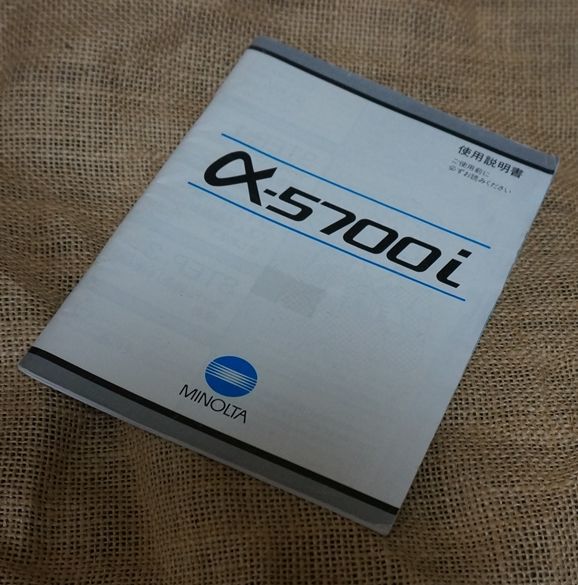 使用説明書
ご使用前に
必ずお読みください
α-5700i
MINOLTA